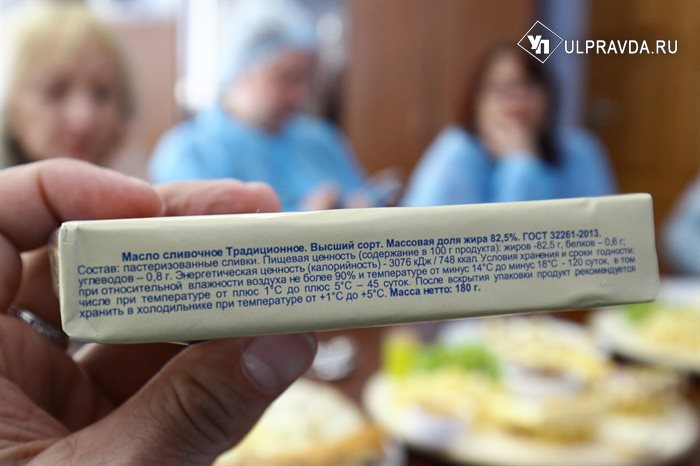 УП ULPRAVDA.RU
Масло сливочное Традиционное. Высший сорт. Массовая доля жира 82,5%. ГОСТ 32261-2013.
Состав: пастеризованные сливки. Пищевая ценность (содержание в 100 г продукта): жиров -82,5 г, белков – 0,6 г;
углеводов – 0,8 г. Энергетическая ценность (калорийность) - 3076 кДж / 748 ккал. Условия хранения и сроки годности:
при относительной влажности воздуха не более 90% и температуре от минус 14°С до минус 18°С -120 суток, в том
числе при температуре от плюс 1°С до плюс 5°С – 45 суток. После вскрытия упаковки продукт рекомендуется
хранить в холодильнике при температуре от +1°С до +5°С. Масса нетто: 180 г.